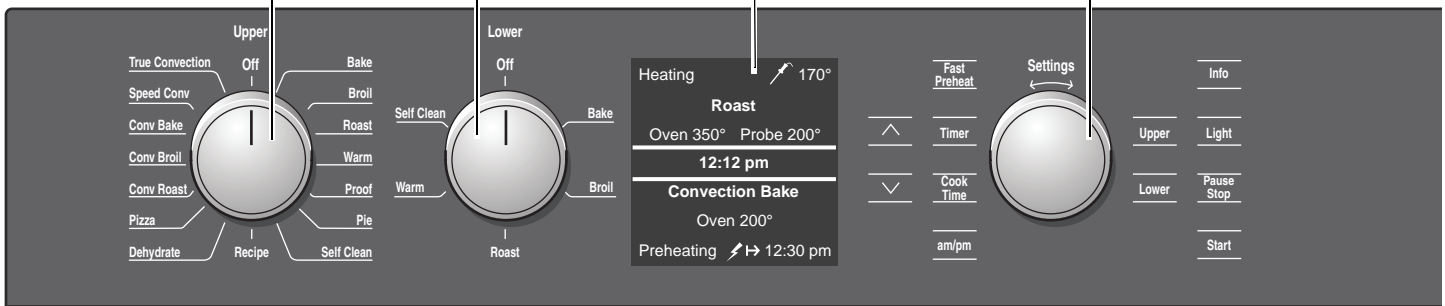 Upper
Off
True Convection
Speed Conv
Conv Bake
Conv Broil
Conv Roast
Pizza
Dehydrate
Recipe
Bake
Broil
Roast
Warm
Proof
Pie
Self Clean
Lower
Off
Self Clean
Warm
Bake
Broil
Roast
Heating 170°
Roast
Oven 350° Probe 200°
12:12 pm
Convection Bake
Oven 200°
Preheating 12:30 pm
Fast
Preheat
Timer
Cook
Time
am/pm
Settings
Upper
Lower
Info
Light
Pause
Stop
Start